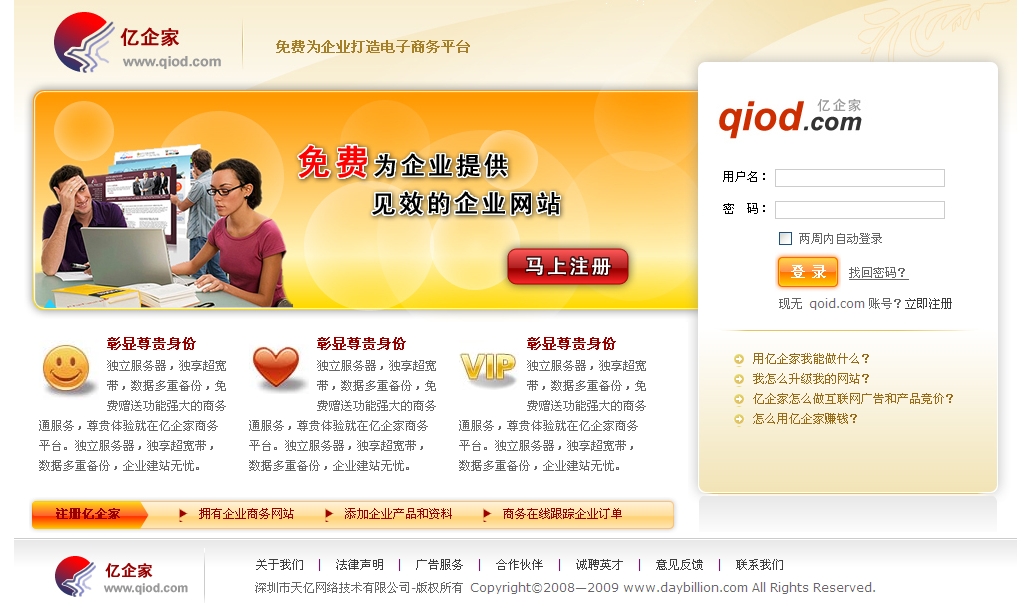 亿企家
www.qiod.com
免费为企业打造电子商务平台
免费为企业提供
见效的企业网站
马上注册
qiod.com 亿企家
用户名：
密 码：
两周内自动登录
登 录 找回密码？
现无 qoid.com 账号？立即注册
用亿企家我能做什么？
我怎么升级我的网站？
亿企家怎么做互联网广告和产品竞价？
怎么用亿企家赚钱？
彰显尊贵身份
独立服务器，独享超宽
带，数据多重备份，免
费赠送功能强大的商务
通服务，尊贵体验就在亿企家商务
平台。独立服务器，独享超宽带，
数据多重备份，企业建站无忧。
彰显尊贵身份
独立服务器，独享超宽
带，数据多重备份，免
费赠送功能强大的商务
通服务，尊贵体验就在亿企家商务
平台。独立服务器，独享超宽带，
数据多重备份，企业建站无忧。
VIP
彰显尊贵身份
独立服务器，独享超宽
带，数据多重备份，免
费赠送功能强大的商务
通服务，尊贵体验就在亿企家商务
平台。独立服务器，独享超宽带，
数据多重备份，企业建站无忧。
注册亿企家 拥有企业商务网站 添加企业产品和资料 商务在线跟踪企业订单
亿企家
www.qiod.com
关于我们 | 法律声明 | 广告服务 | 合作伙伴 | 诚聘英才 | 意见反馈 | 联系我们
深圳市天亿网络技术有限公司-版权所有 Copyright©2008—2009 www.daybillion.com All Rights Reserved.